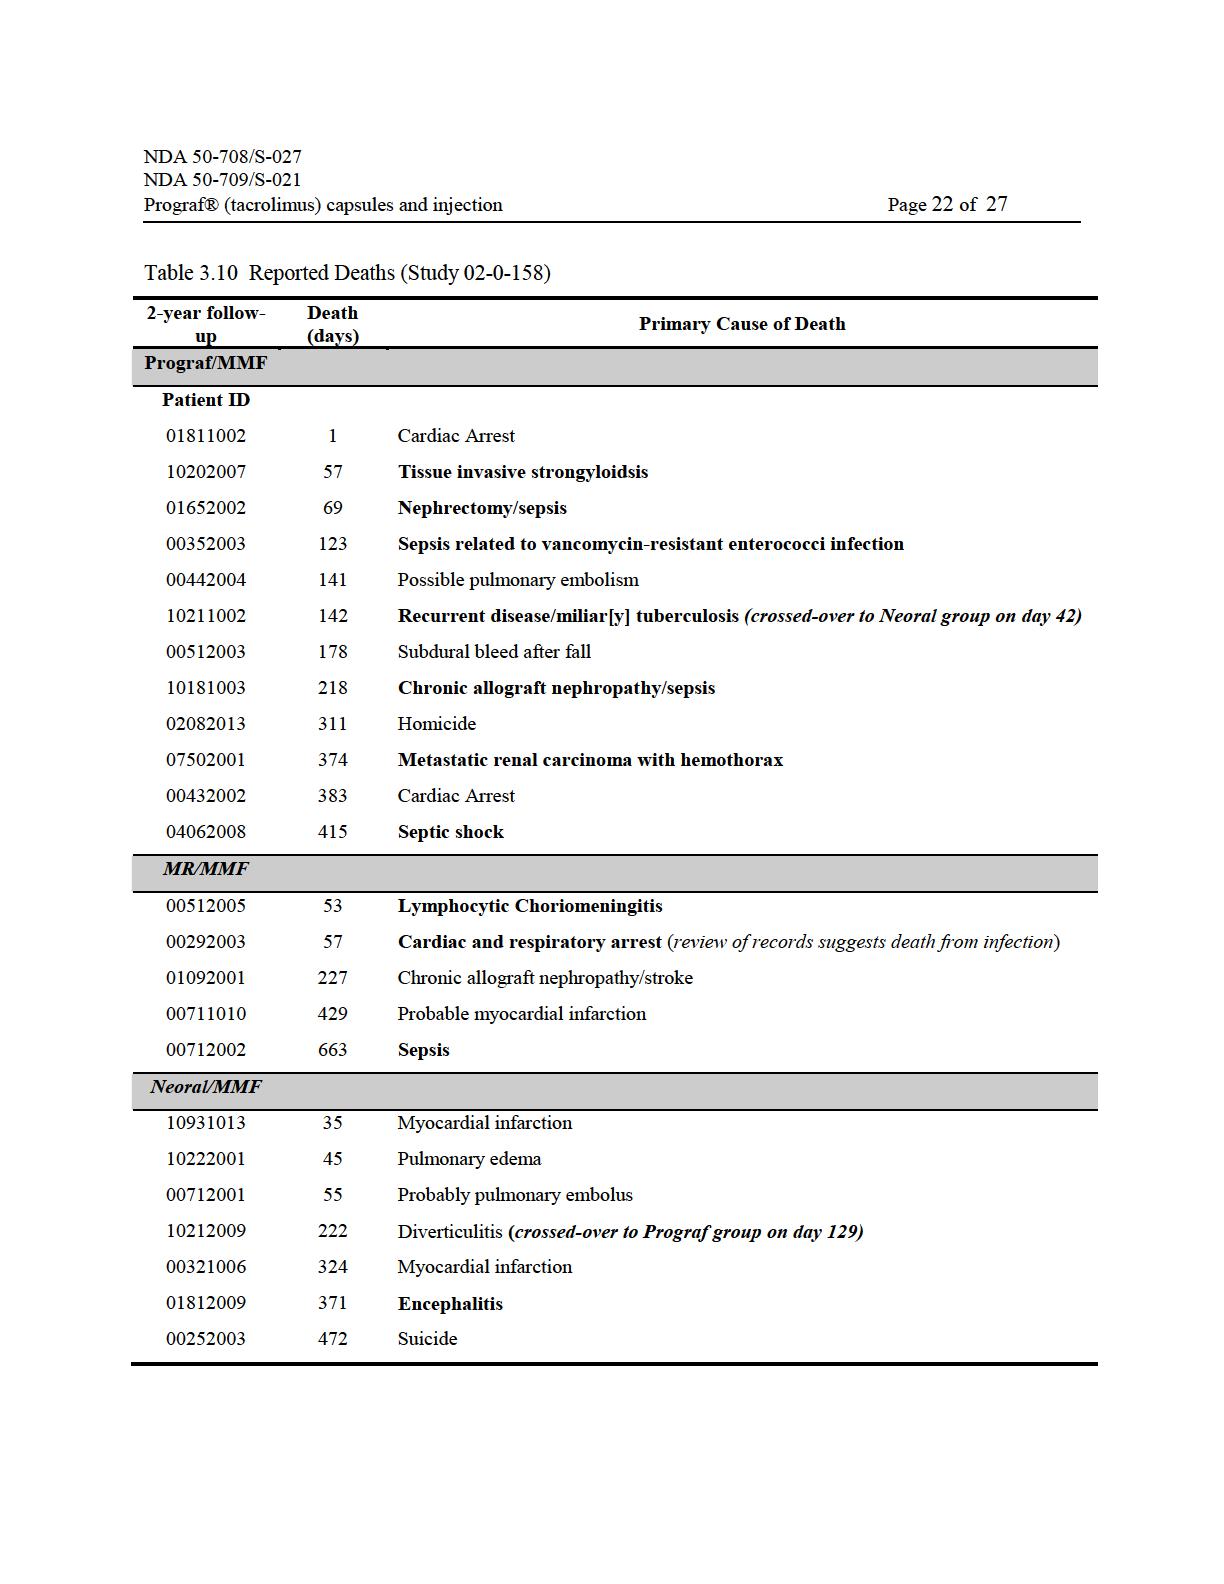 NDA 50-708/S-027
NDA 50-709/S-021
Prograf® (tacrolimus) capsules and injection Page 22 of 27
Table 3.10 Reported Deaths (Study 02-0-158)
2-year follow-up Death (days) Primary Cause of Death
Prograf/MMF
Patient ID
01811002 1 Cardiac Arrest
10202007 57 Tissue invasive strongyloidsis
01652002 69 Nephrectomy/sepsis
00352003 123 Sepsis related to vancomycin-resistant enterococci infection
00442004 141 Possible pulmonary embolism
10211002 142 Recurrent disease/miliar[y] tuberculosis (crossed-over to Neoral group on day 42)
00512003 178 Subdural bleed after fall
10181003 218 Chronic allograft nephropathy/sepsis
02082013 311 Homicide
07502001 374 Metastatic renal carcinoma with hemothorax
00432002 383 Cardiac Arrest
04062008 415 Septic shock
MR/MMF
00512005 53 Lymphocytic Choriomeningitis
00292003 57 Cardiac and respiratory arrest (review of records suggests death from infection)
01092001 227 Chronic allograft nephropathy/stroke
00711010 429 Probable myocardial infarction
00712002 663 Sepsis
Neoral/MMF
10931013 35 Myocardial infarction
10222001 45 Pulmonary edema
00712001 55 Probably pulmonary embolus
10212009 222 Diverticulitis (crossed-over to Prograf group on day 129)
00321006 324 Myocardial infarction
01812009 371 Encephalitis
00252003 472 Suicide